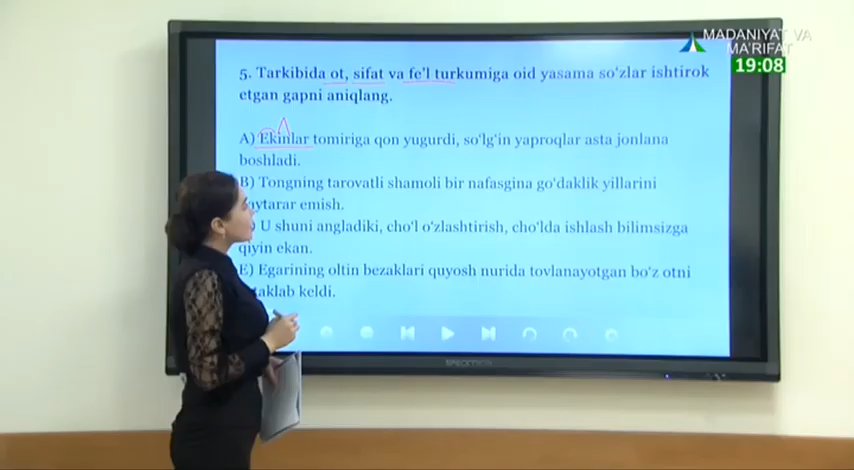 MADANIYAT VA
MA'RIFAT
19:08
5. Tarkibida ot, sifat va fe'l turkumiga oid yasama so'zlar ishtirok
etgan gapni aniqlang.
A) Ekinlar tomiriga qon yugurdi, so'lg'in yaproqlar asta jonlana
boshladi.
B) Tongning tarovatli shamoli bir nafasgina go'daklik yillarini
emish.
U shuni angladiki, cho'l o'zlashtirish, cho'lda ishlash bilimsizga
qiyin ekan.
E) Egarining oltin bezaklari quyosh nurida tovlanayotgan bo'z otni
keldi.